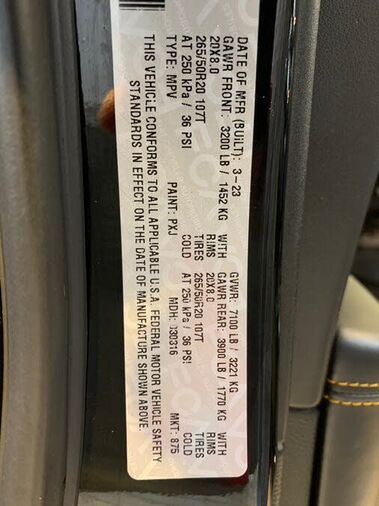 DATE OF MFR (BUILT): 3-23 GVWR: 7100 LB / 3221 KG
GAWR FRONT: 3200 LB / 1452 KG WITH GAWR REAR: 3900 LB / 1770 KG WITH
20X8.0 RIMS 20X8.0 RIMS
265/50R20 107T TIRES 265/50R20 107T TIRES
AT 250 kPa / 36 PSI COLD AT 250 kPa / 36 PSI COLD
TYPE: MPV PAINT: PXJ MDH: 030316 MKT: 875
THIS VEHICLE CONFORMS TO ALL APPLICABLE U.S.A. FEDERAL MOTOR VEHICLE SAFETY
STANDARDS IN EFFECT ON THE DATE OF MANUFACTURE SHOWN ABOVE.